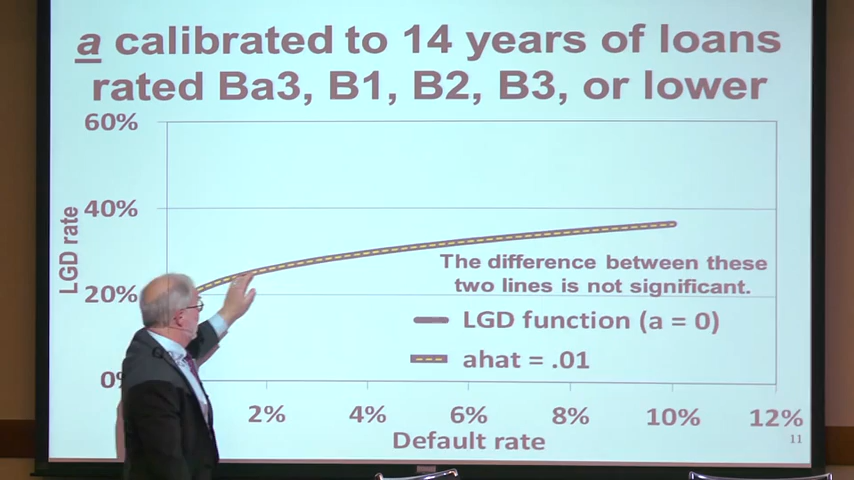 a calibrated to 14 years of loans
rated Ba3, B1, B2, B3, or lower
60%
40%
20%
LGD rate
The difference between these
two lines is not significant.
LGD function (a = 0)
ahat = .01
2%
4%
6%
8%
10%
12%
Default rate
11